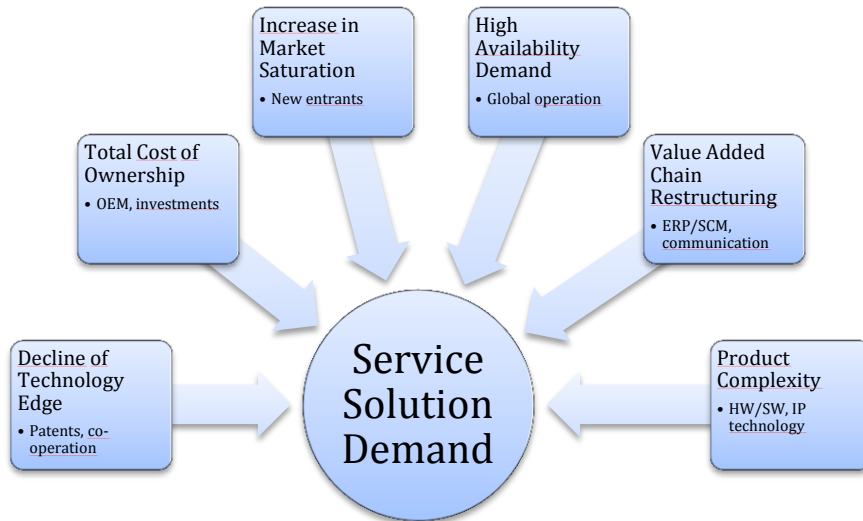 Increase in
Market
Saturation
• New entrants
High
Availability
Demand
• Global operation
Total Cost of
Ownership
• OEM, investments
Value Added
Chain
Restructuring
• ERP/SCM,
communication
Decline of
Technology
Edge
• Patents, co-
operation
Service
Solution
Demand
Product
Complexity
• HW/SW, IP
technology